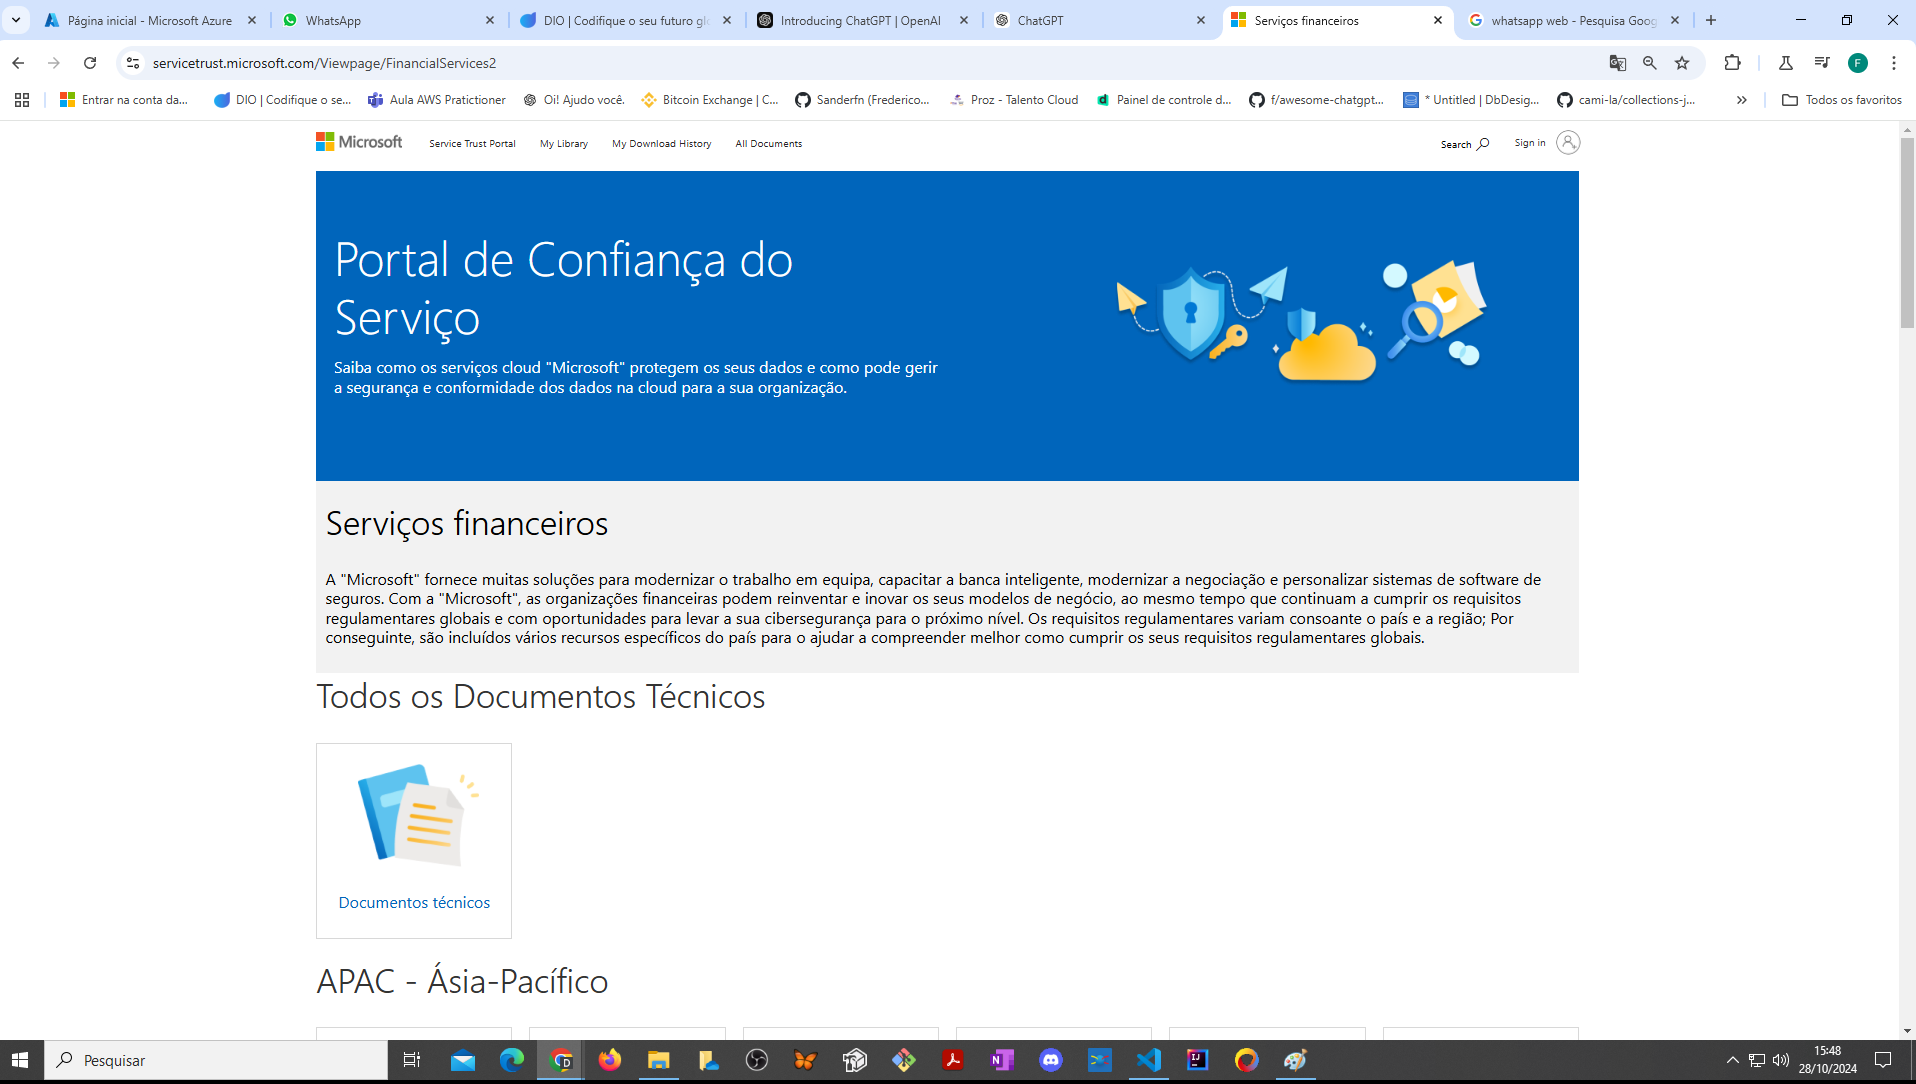 Página inicial - Microsoft Azure
WhatsApp
DIO | Codifique o seu futuro glo
Introducing ChatGPT | OpenAI
ChatGPT
Serviços financeiros
whatsapp web - Pesquisa Goog
servicetrust.microsoft.com/Viewpage/FinancialServices2
F
Entrar na conta da...
DIO | Codifique o se...
Aula AWS Pratictioner
Oi! Ajudo você.
Bitcoin Exchange | C...
Sanderfn (Frederico...
Proz - Talento Cloud
Painel de controle d...
f/awesome-chatgpt...
* Untitled | DbDesig...
cami-la/collections-j...
Todos os favoritos
Microsoft
Service Trust Portal
My Library
My Download History
All Documents
Search
Sign in
Portal de Confiança do
Serviço
Saiba como os serviços cloud "Microsoft" protegem os seus dados e como pode gerir
a segurança e conformidade dos dados na cloud para a sua organização.
Serviços financeiros
A "Microsoft" fornece muitas soluções para modernizar o trabalho em equipa, capacitar a banca inteligente, modernizar a negociação e personalizar sistemas de software de
seguros. Com a "Microsoft", as organizações financeiras podem reinventar e inovar os seus modelos de negócio, ao mesmo tempo que continuam a cumprir os requisitos
regulamentares globais e com oportunidades para levar a sua cibersegurança para o próximo nível. Os requisitos regulamentares variam consoante o país e a região; Por
conseguinte, são incluídos vários recursos específicos do país para o ajudar a compreender melhor como cumprir os seus requisitos regulamentares globais.
Todos os Documentos Técnicos
Documentos técnicos
APAC - Ásia-Pacífico
Pesquisar
15:48
28/10/2024